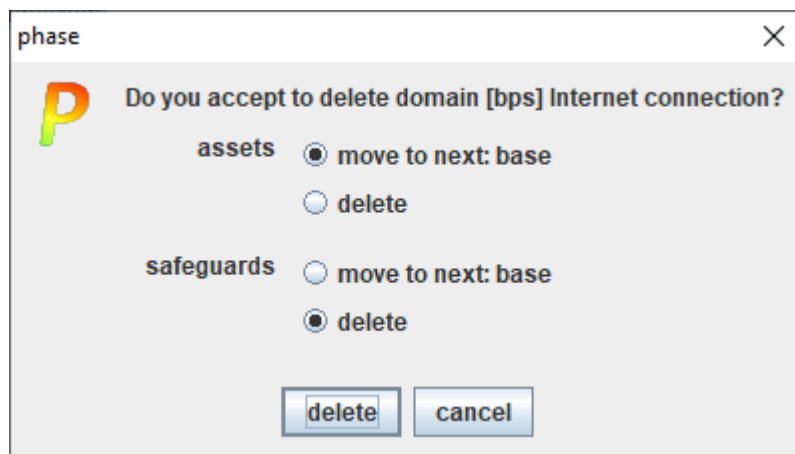 phase
P
Do you accept to delete domain [bps] Internet connection?
assets
move to next: base
delete
safeguards
move to next: base
delete
delete
cancel